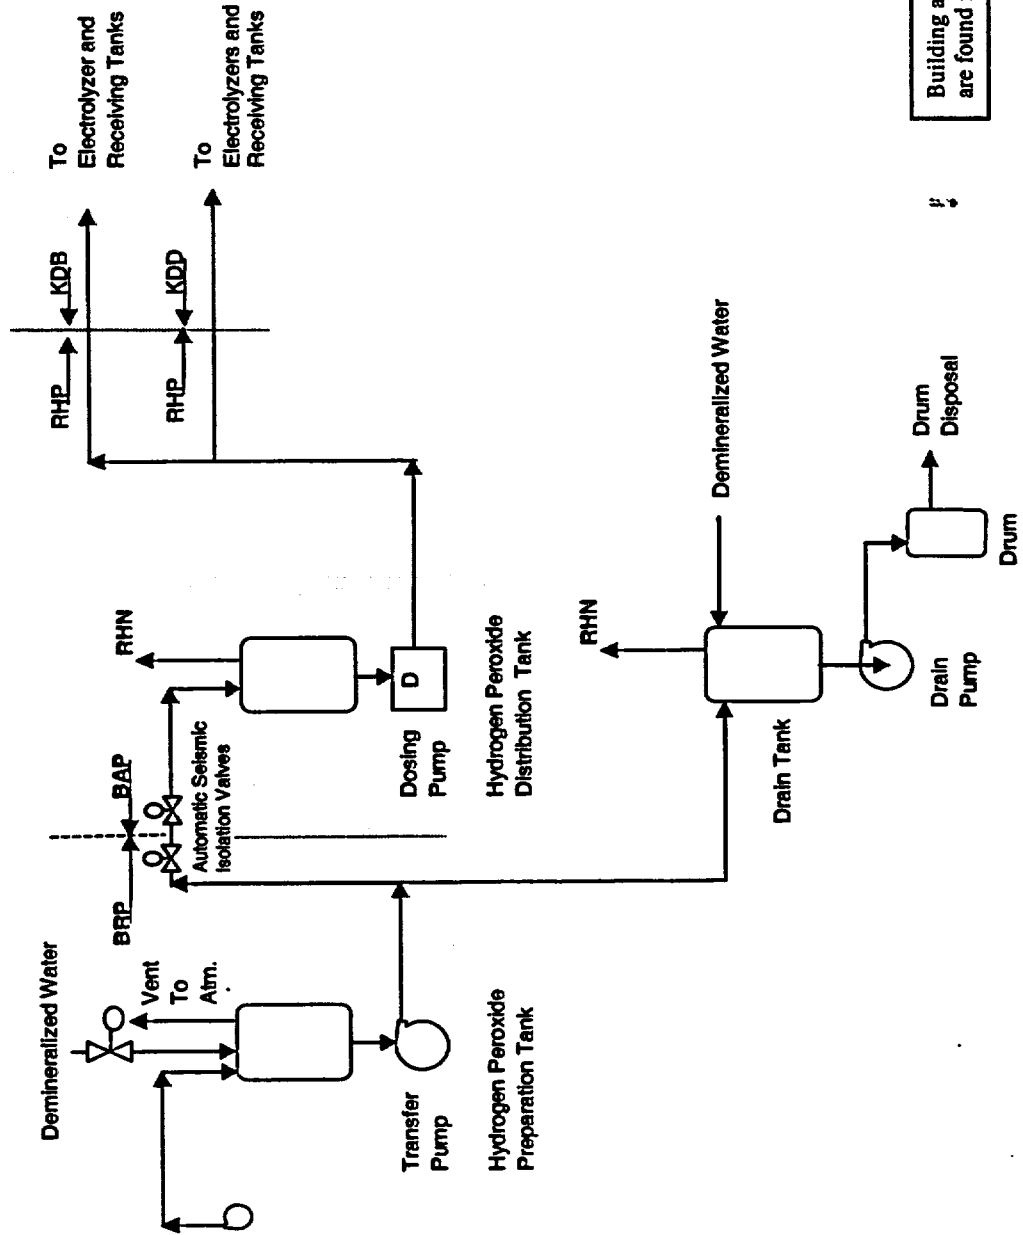 Demineralized Water
Vent
To
Atm.
Transfer
Pump
Hydrogen Peroxide
Preparation Tank
BRP
BAP
Automatic Seismic
Isolation Valves
RHN
D
Dosing
Pump
Hydrogen Peroxide
Distribution Tank
RHP
KDB
To
Electrolyzer and
Receiving Tanks
RHP
KDD
To
Electrolyzers and
Receiving Tanks
RHN
Demineralized Water
Drain Tank
Drain
Pump
Drum
Drum
Disposal
Building a
are found